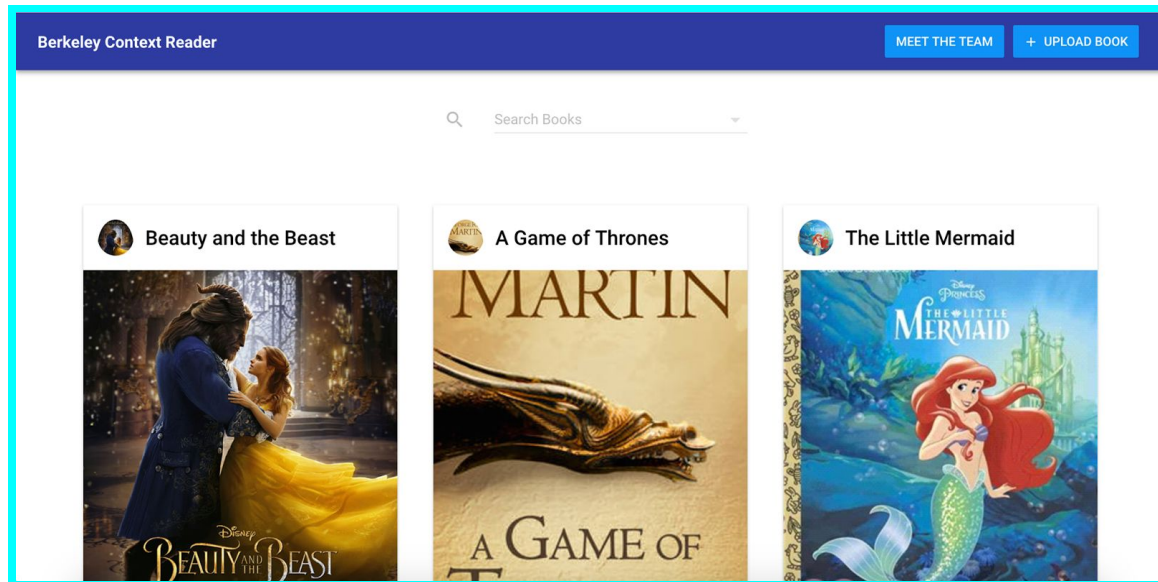 Berkeley Context Reader
MEET THE TEAM
+ UPLOAD BOOK
Search Books
Beauty and the Beast
A Game of Thrones
The Little Mermaid
Disney
BEAUTY AND THE BEAST
MARTIN
A GAME OF
Disney
PRINCESS
THE LITTLE
MERMAID